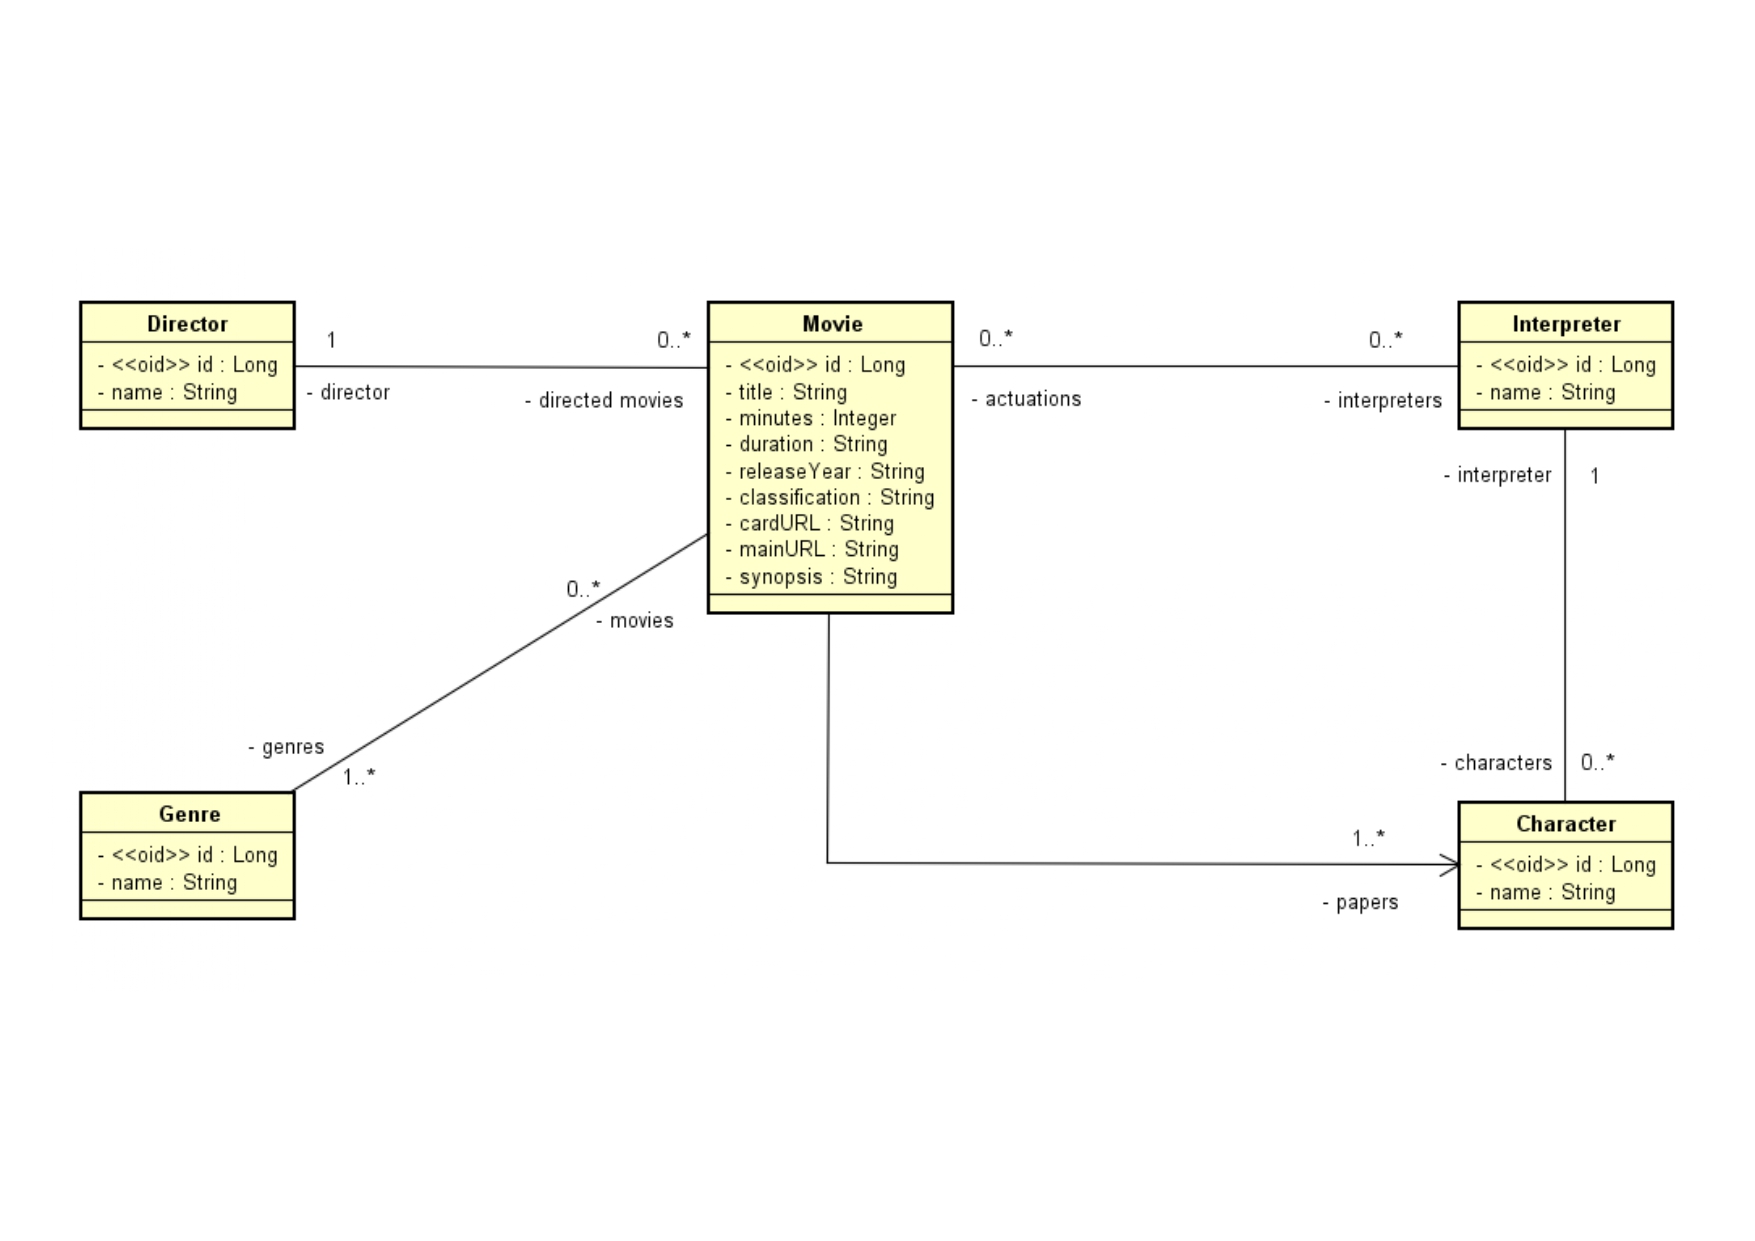 Director
- <<oid>> id : Long
- name : String
1
- director
0..*
- directed movies
Movie
- <<oid>> id : Long
- title : String
- minutes : Integer
- duration : String
- releaseYear : String
- classification : String
- cardURL : String
- mainURL : String
- synopsis : String
0..*
- actuations
0..*
- interpreters
Interpreter
- <<oid>> id : Long
- name : String
- interpreter
1
0..*
- movies
- genres
1..*
Genre
- <<oid>> id : Long
- name : String
- characters
0..*
1..*
- papers
Character
- <<oid>> id : Long
- name : String